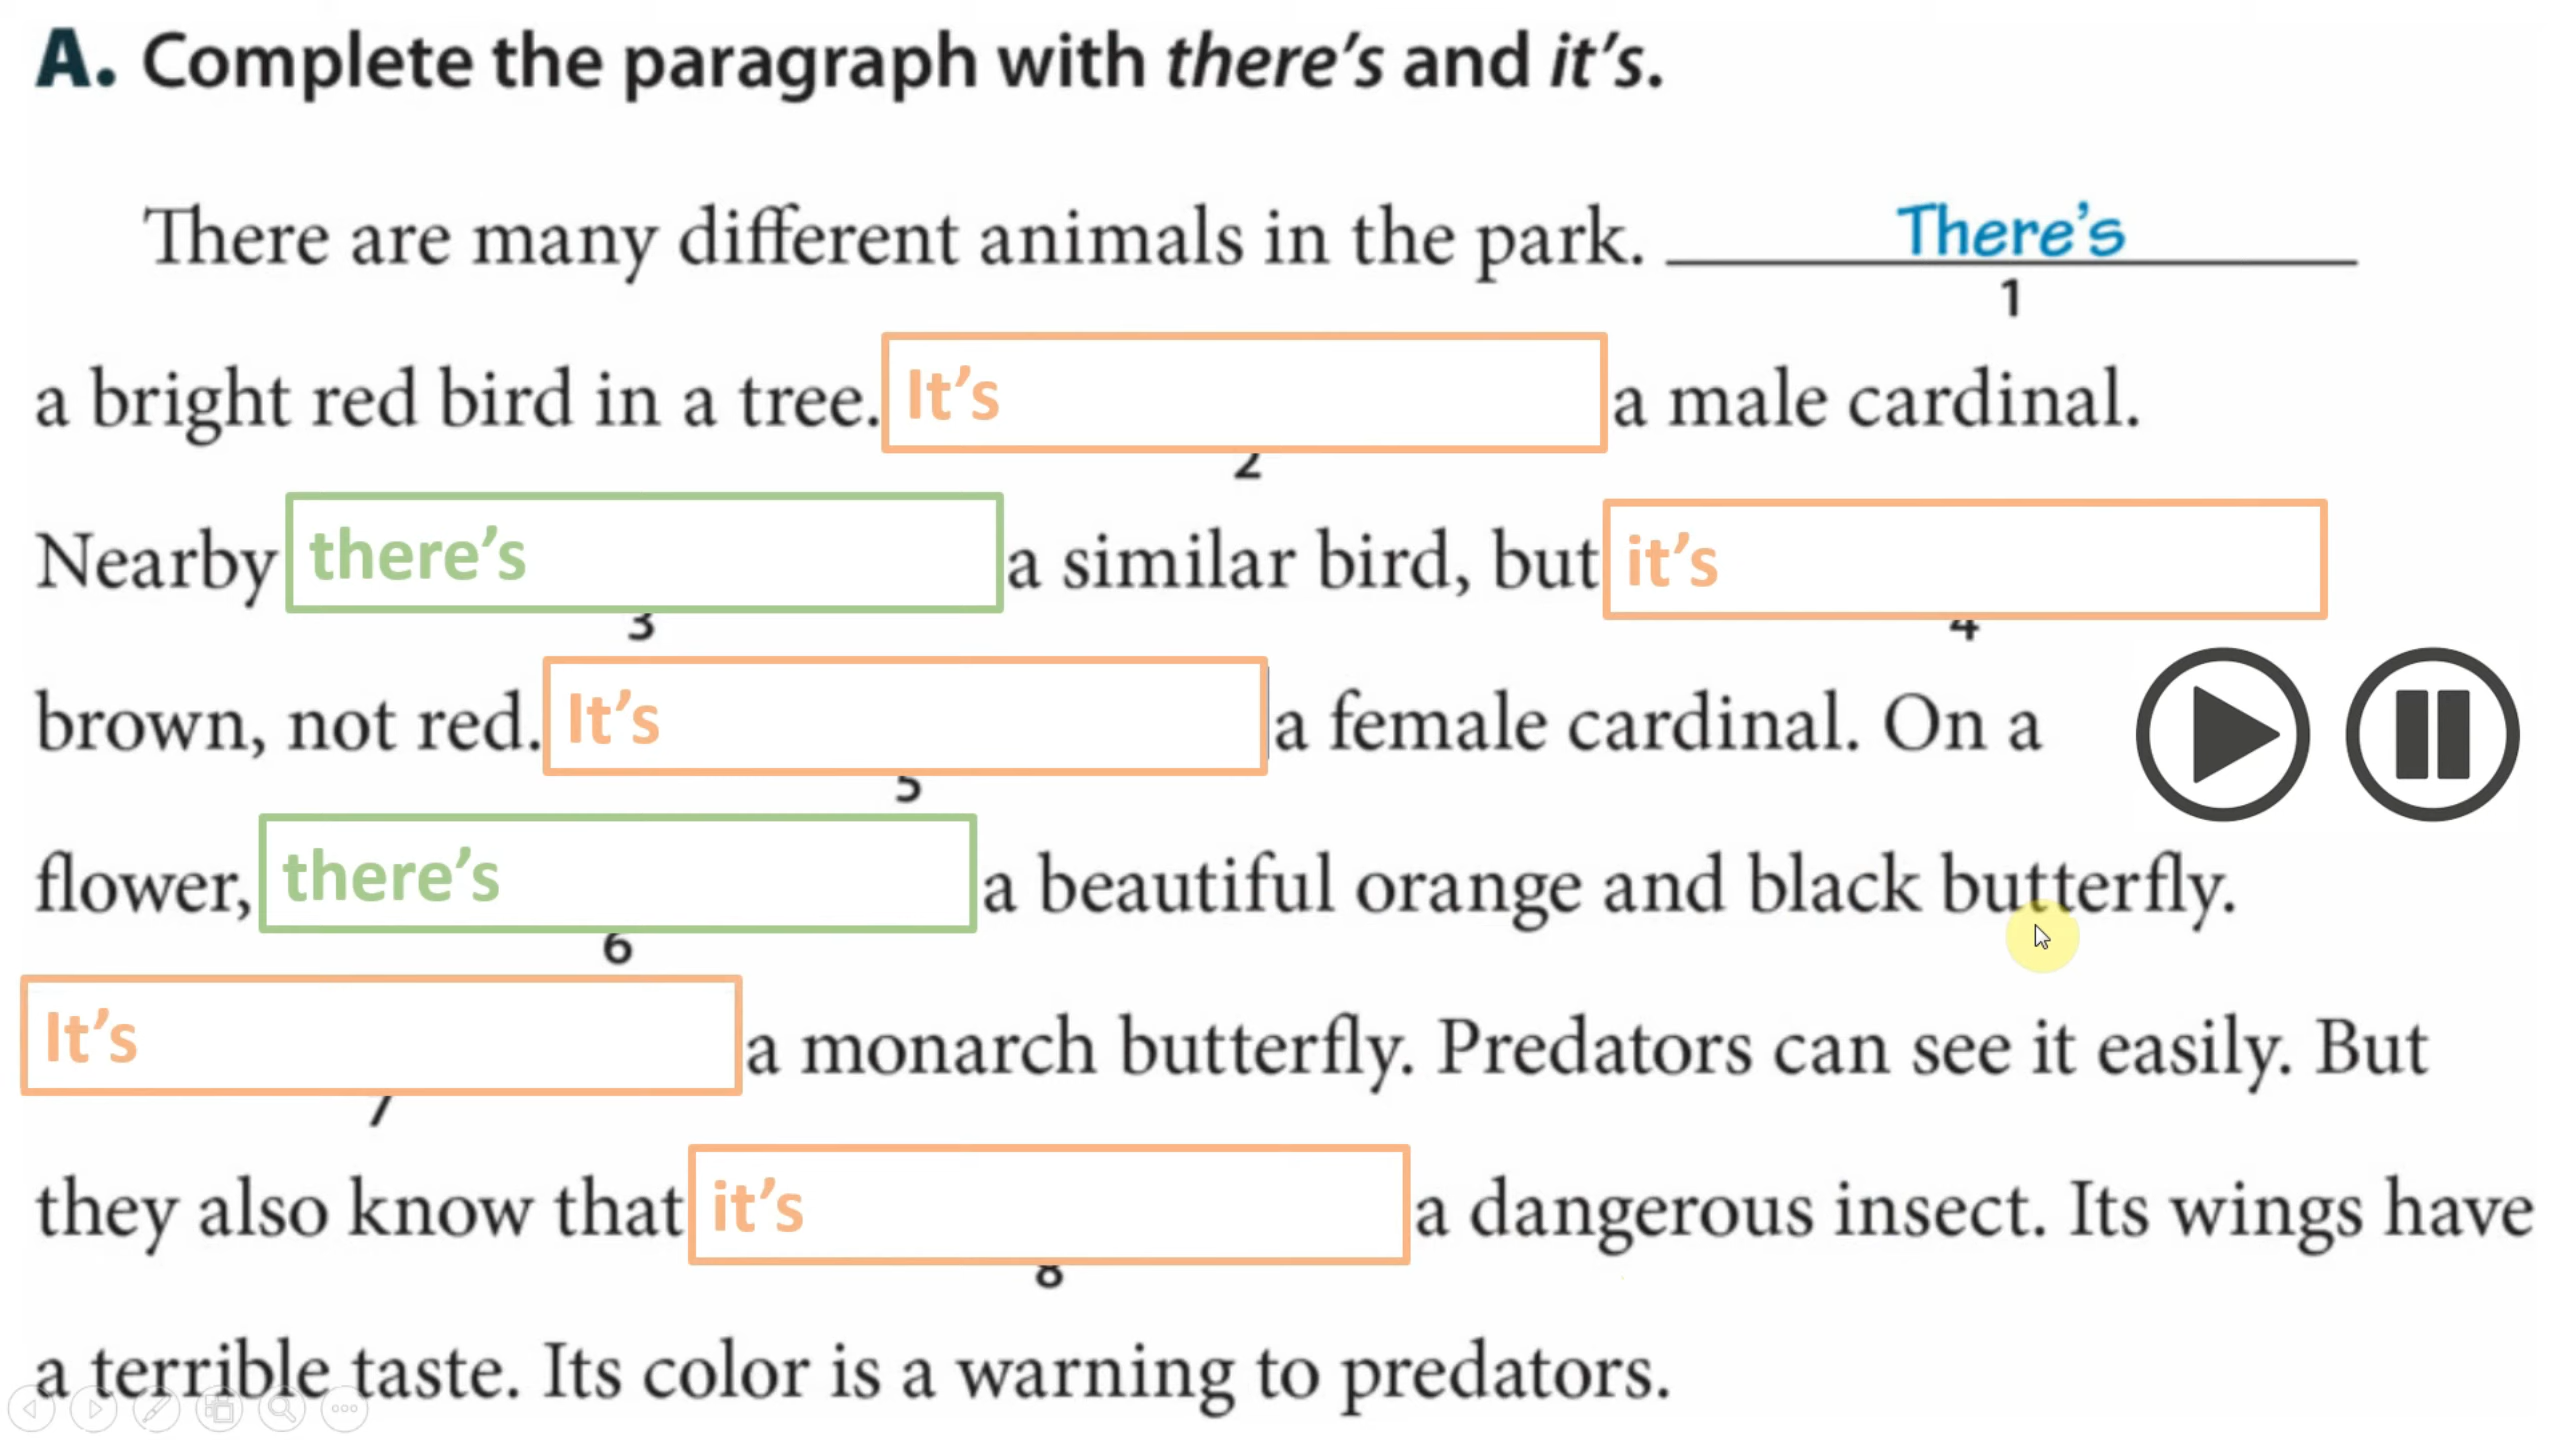 A. Complete the paragraph with there's and it's.
There are many different animals in the park. There's
1
a bright red bird in a tree. It's a male cardinal.
2
Nearby there's a similar bird, but it's
3 4
brown, not red. It's a female cardinal. On a
5
flower, there's a beautiful orange and black butterfly.
6
It's a monarch butterfly. Predators can see it easily. But
7
they also know that it's a dangerous insect. Its wings have
8
a terrible taste. Its color is a warning to predators.